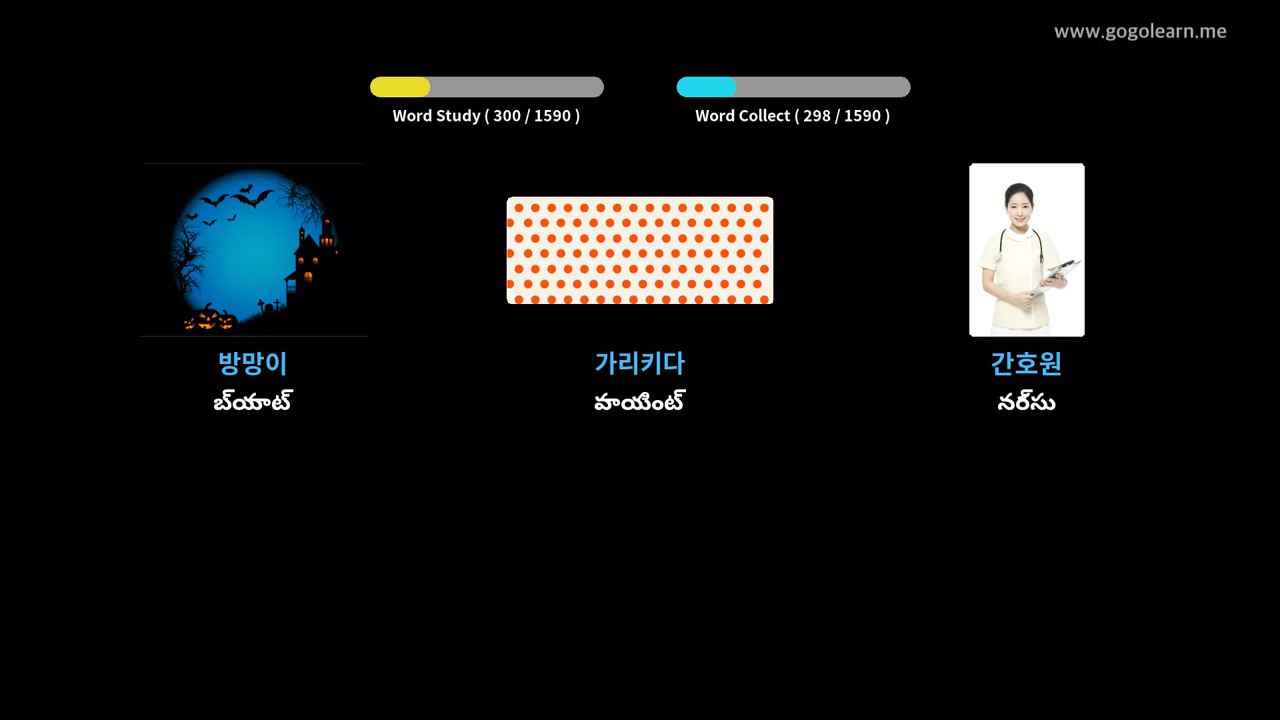 www.gogolearn.me
Word Study ( 300 / 1590 )
Word Collect ( 298 / 1590 )
방망이
బ్యాట్
가리키다
పాయింట్
간호원
నర్సు